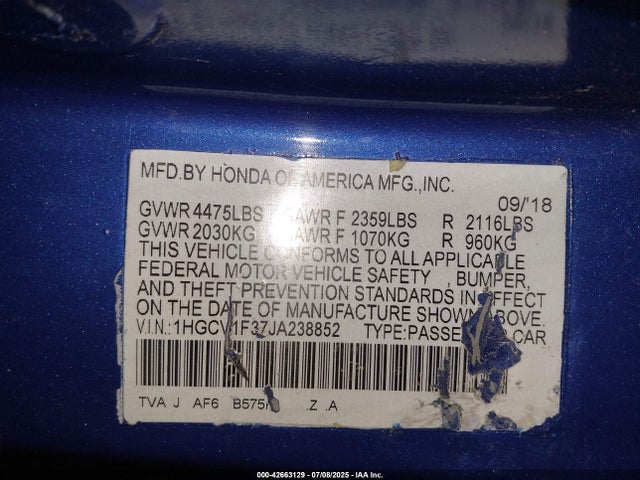 MFD.BY HONDA OF AMERICA MFG.,INC.
09/'18
GVWR 4475LBS GAWR F 2359LBS R 2116LBS
GVWR 2030KG GAWR F 1070KG R 960KG
THIS VEHICLE CONFORMS TO ALL APPLICABLE
FEDERAL MOTOR VEHICLE SAFETY , BUMPER,
AND THEFT PREVENTION STANDARDS IN EFFECT
ON THE DATE OF MANUFACTURE SHOWN ABOVE.
V.I.N.:1HGCV1F37JA238852 TYPE:PASSENGER CAR
TVA J AF6 Z .A
000-42663129 - 07/08/2025 - IAA Inc.